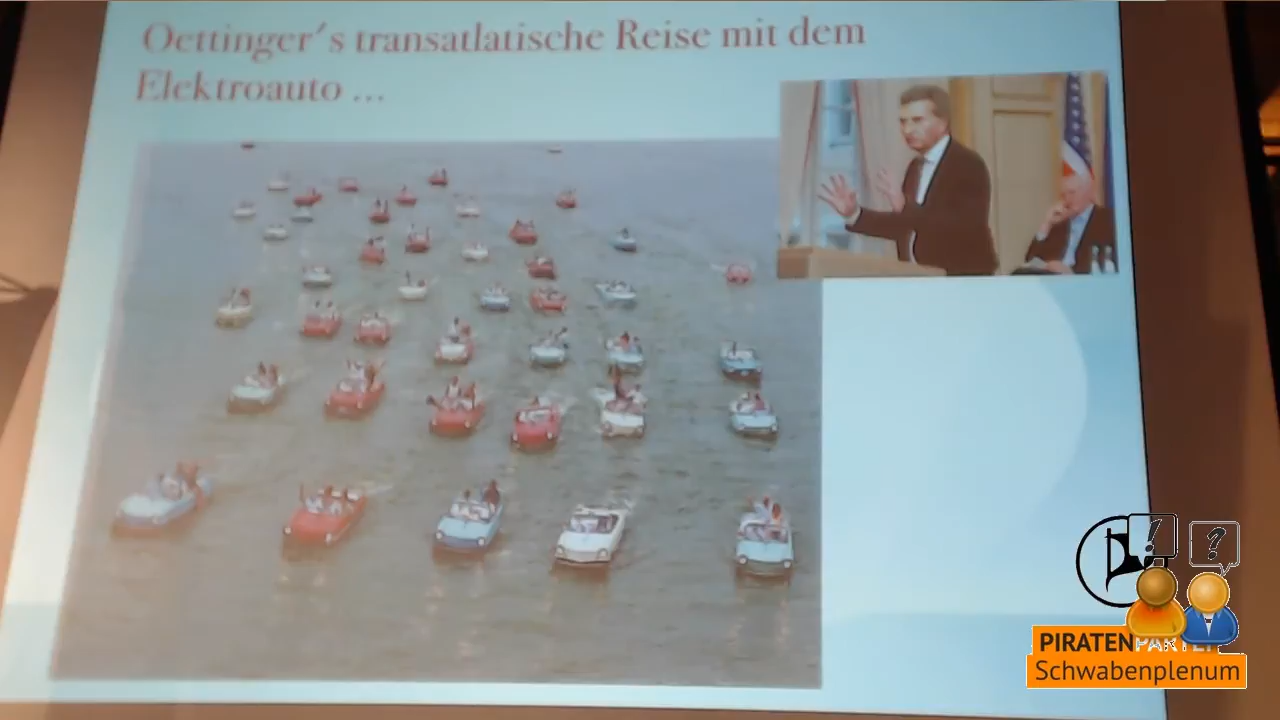 Oettinger's transatlatische Reise mit dem
Elektroauto ...
! ?
PIRATENPARTEI
Schwabenplenum